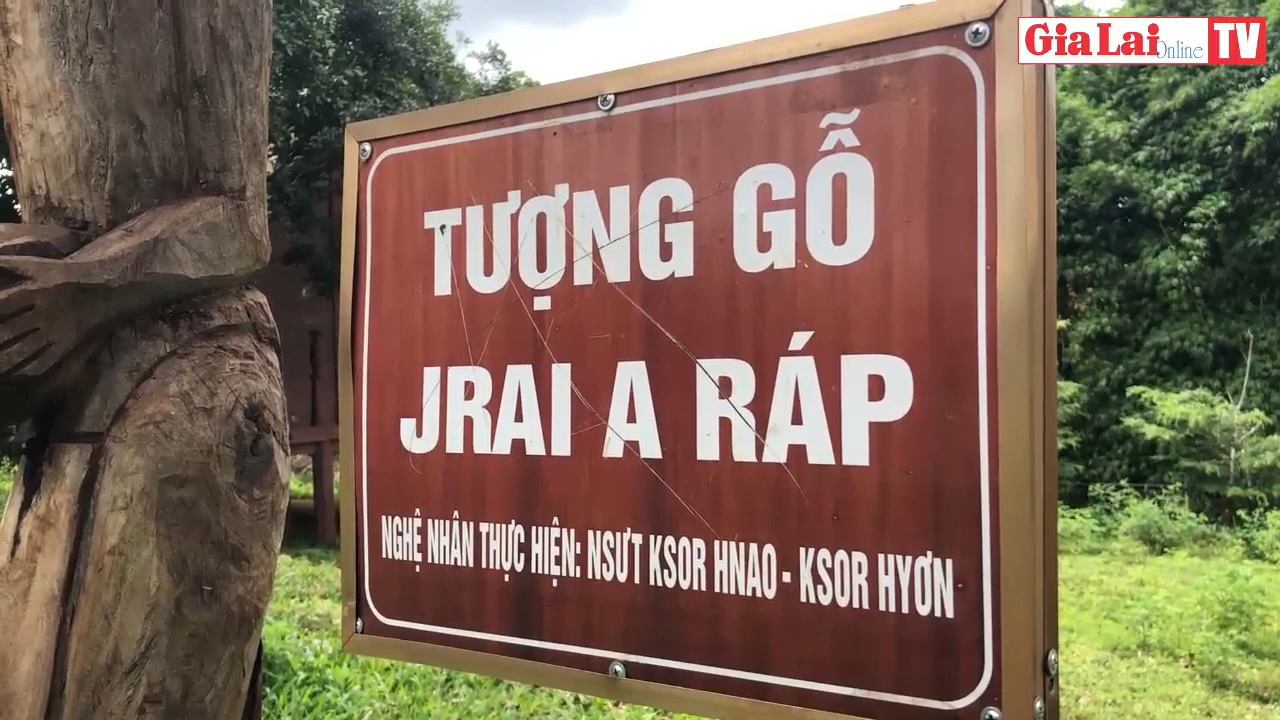 Gia Lai Online TV
TƯỢNG GỖ
JRAI A RÁP
NGHỆ NHÂN THỰC HIỆN: NSƯT KSOR HNAO - KSOR HYƠN